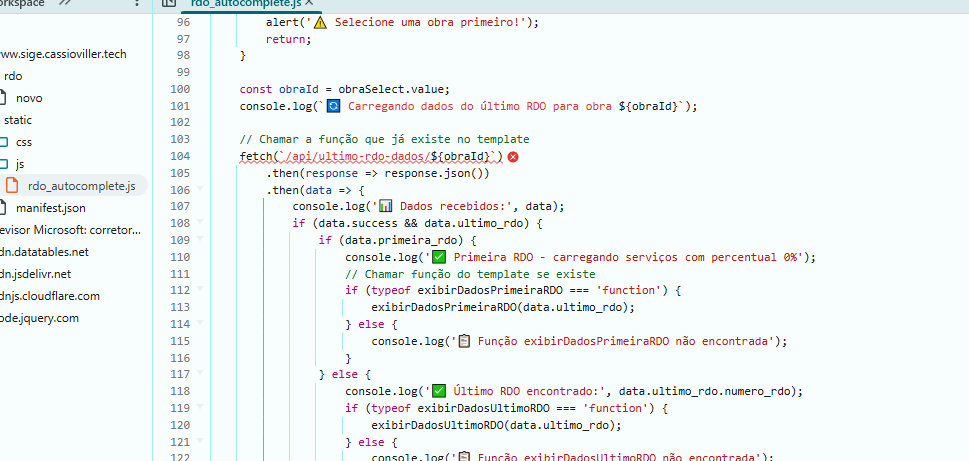 orkspace
www.sige.cassioviller.tech
rdo
novo
static
css
js
rdo_autocomplete.js
manifest.json
evisor Microsoft: corretor...
dn.datatables.net
dn.jsdelivr.net
dnjs.cloudflare.com
ode.jquery.com
rdo_autocomplete.js
96 alert('⚠️ Selecione uma obra primeiro!');
97 return;
98 }
99
100 const obraId = obraSelect.value;
101 console.log(`🔄 Carregando dados do último RDO para obra ${obraId}`);
102
103 // Chamar a função que já existe no template
104 fetch(`/api/ultimo-rdo-dados/${obraId}`)
105 .then(response => response.json())
106 .then(data => {
107 console.log('📊 Dados recebidos:', data);
108 if (data.success && data.ultimo_rdo) {
109 if (data.primeira_rdo) {
110 console.log('✅ Primeira RDO - carregando serviços com percentual 0%');
111 // Chamar função do template se existe
112 if (typeof exibirDadosPrimeiraRDO === 'function') {
113 exibirDadosPrimeiraRDO(data.ultimo_rdo);
114 } else {
115 console.log('📋 Função exibirDadosPrimeiraRDO não encontrada');
116 }
117 } else {
118 console.log('✅ Último RDO encontrado:', data.ultimo_rdo.numero_rdo);
119 if (typeof exibirDadosUltimoRDO === 'function') {
120 exibirDadosUltimoRDO(data.ultimo_rdo);
121 } else {
122 console.log('📋 Função exibirDadosUltimoRDO não encontrada');